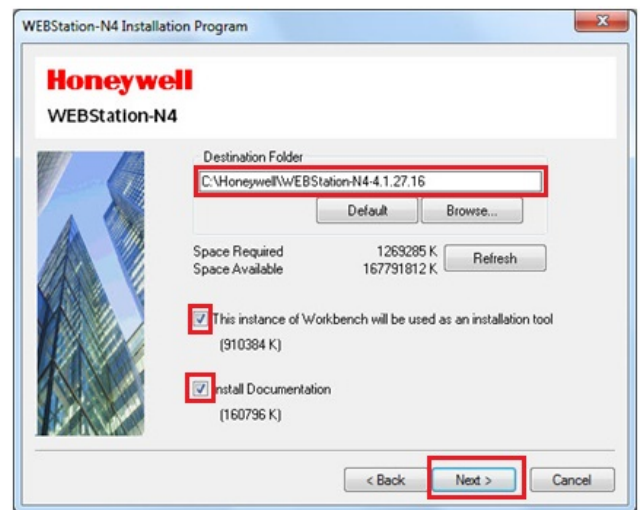 WEBStation-N4 Installation Program
Honeywell
WEBStation-N4
Destination Folder
C:\Honeywell\WEBStation-N4-4.1.27.16
Default Browse...
Space Required 1269285 K
Space Available 167791812 K Refresh
This instance of Workbench will be used as an installation tool
(910384 K)
Install Documentation
(160796 K)
< Back Next > Cancel